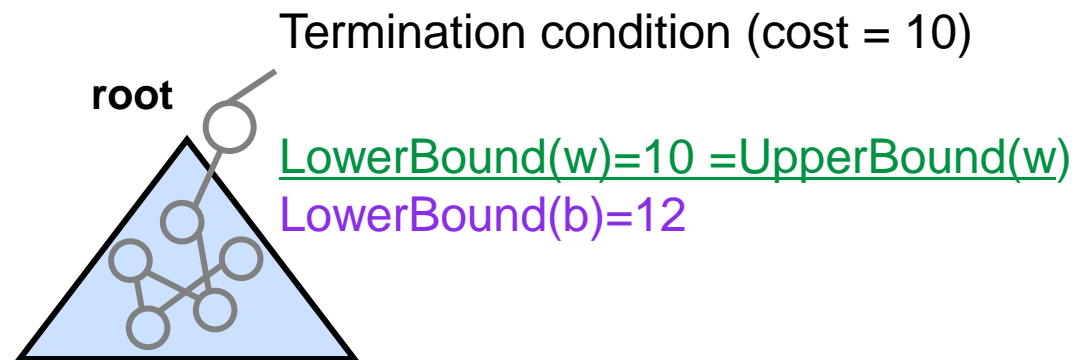 Termination condition (cost = 10)
root
LowerBound(w)=10 =UpperBound(w)
LowerBound(b)=12